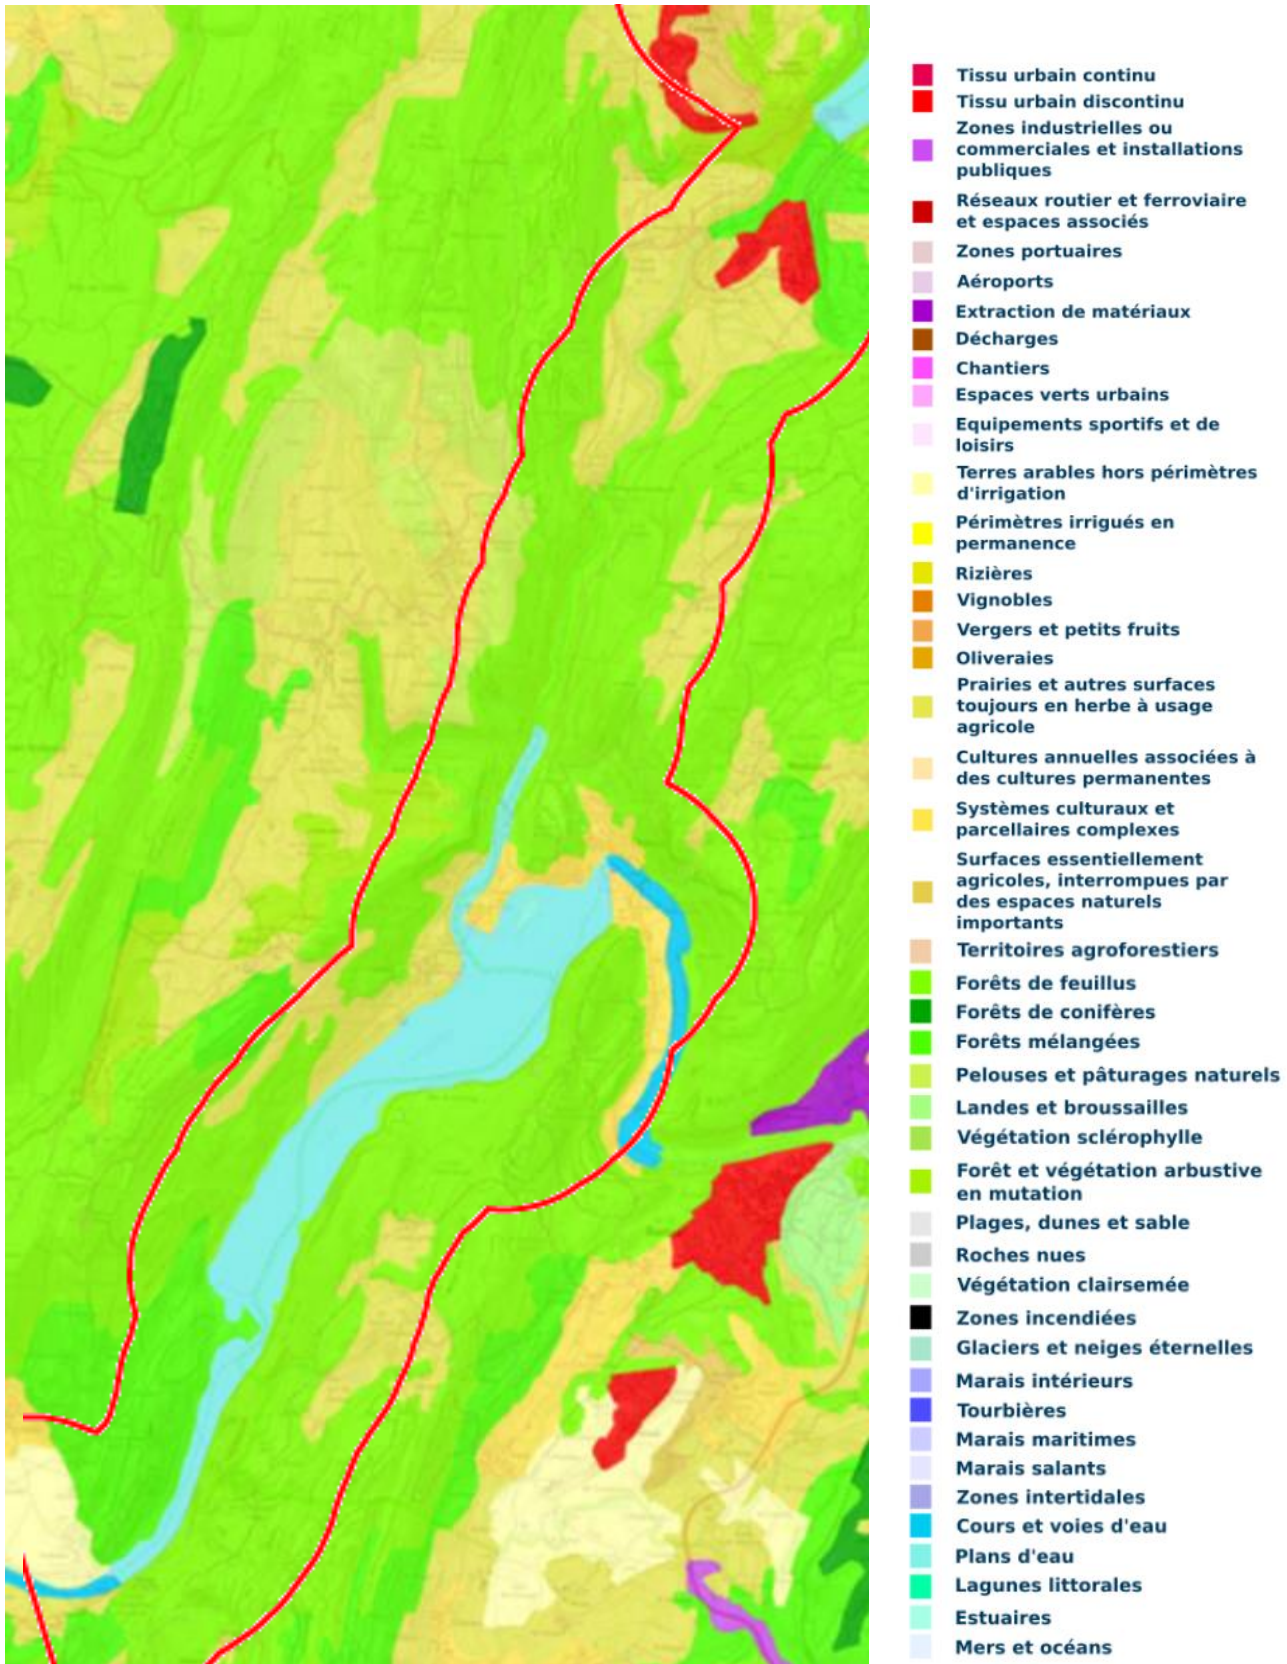 Tissu urbain continu
Tissu urbain discontinu
Zones industrielles ou
commerciales et installations
publiques
Réseaux routier et ferroviaire
et espaces associés
Zones portuaires
Aéroports
Extraction de matériaux
Décharges
Chantiers
Espaces verts urbains
Equipements sportifs et de
loisirs
Terres arables hors périmètres
d'irrigation
Périmètres irrigués en
permanence
Rizières
Vignobles
Vergers et petits fruits
Oliveraies
Prairies et autres surfaces
toujours en herbe à usage
agricole
Cultures annuelles associées à
des cultures permanentes
Systèmes culturaux et
parcellaires complexes
Surfaces essentiellement
agricoles, interrompues par
des espaces naturels
importants
Territoires agroforestiers
Forêts de feuillus
Forêts de conifères
Forêts mélangées
Pelouses et pâturages naturels
Landes et broussailles
Végétation sclérophylle
Forêt et végétation arbustive
en mutation
Plages, dunes et sable
Roches nues
Végétation clairsemée
Zones incendiées
Glaciers et neiges éternelles
Marais intérieurs
Tourbières
Marais maritimes
Marais salants
Zones intertidales
Cours et voies d'eau
Plans d'eau
Lagunes littorales
Estuaires
Mers et océans